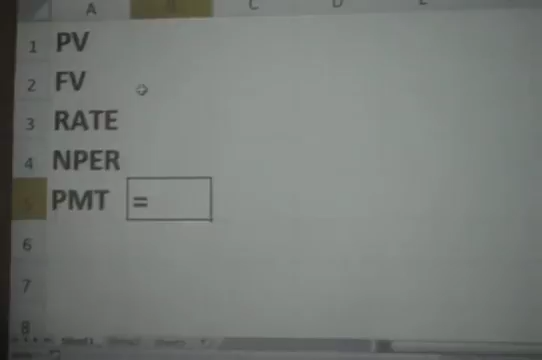 A B C D E
1 PV
2 FV
3 RATE
4 NPER
5 PMT =
6
7
8